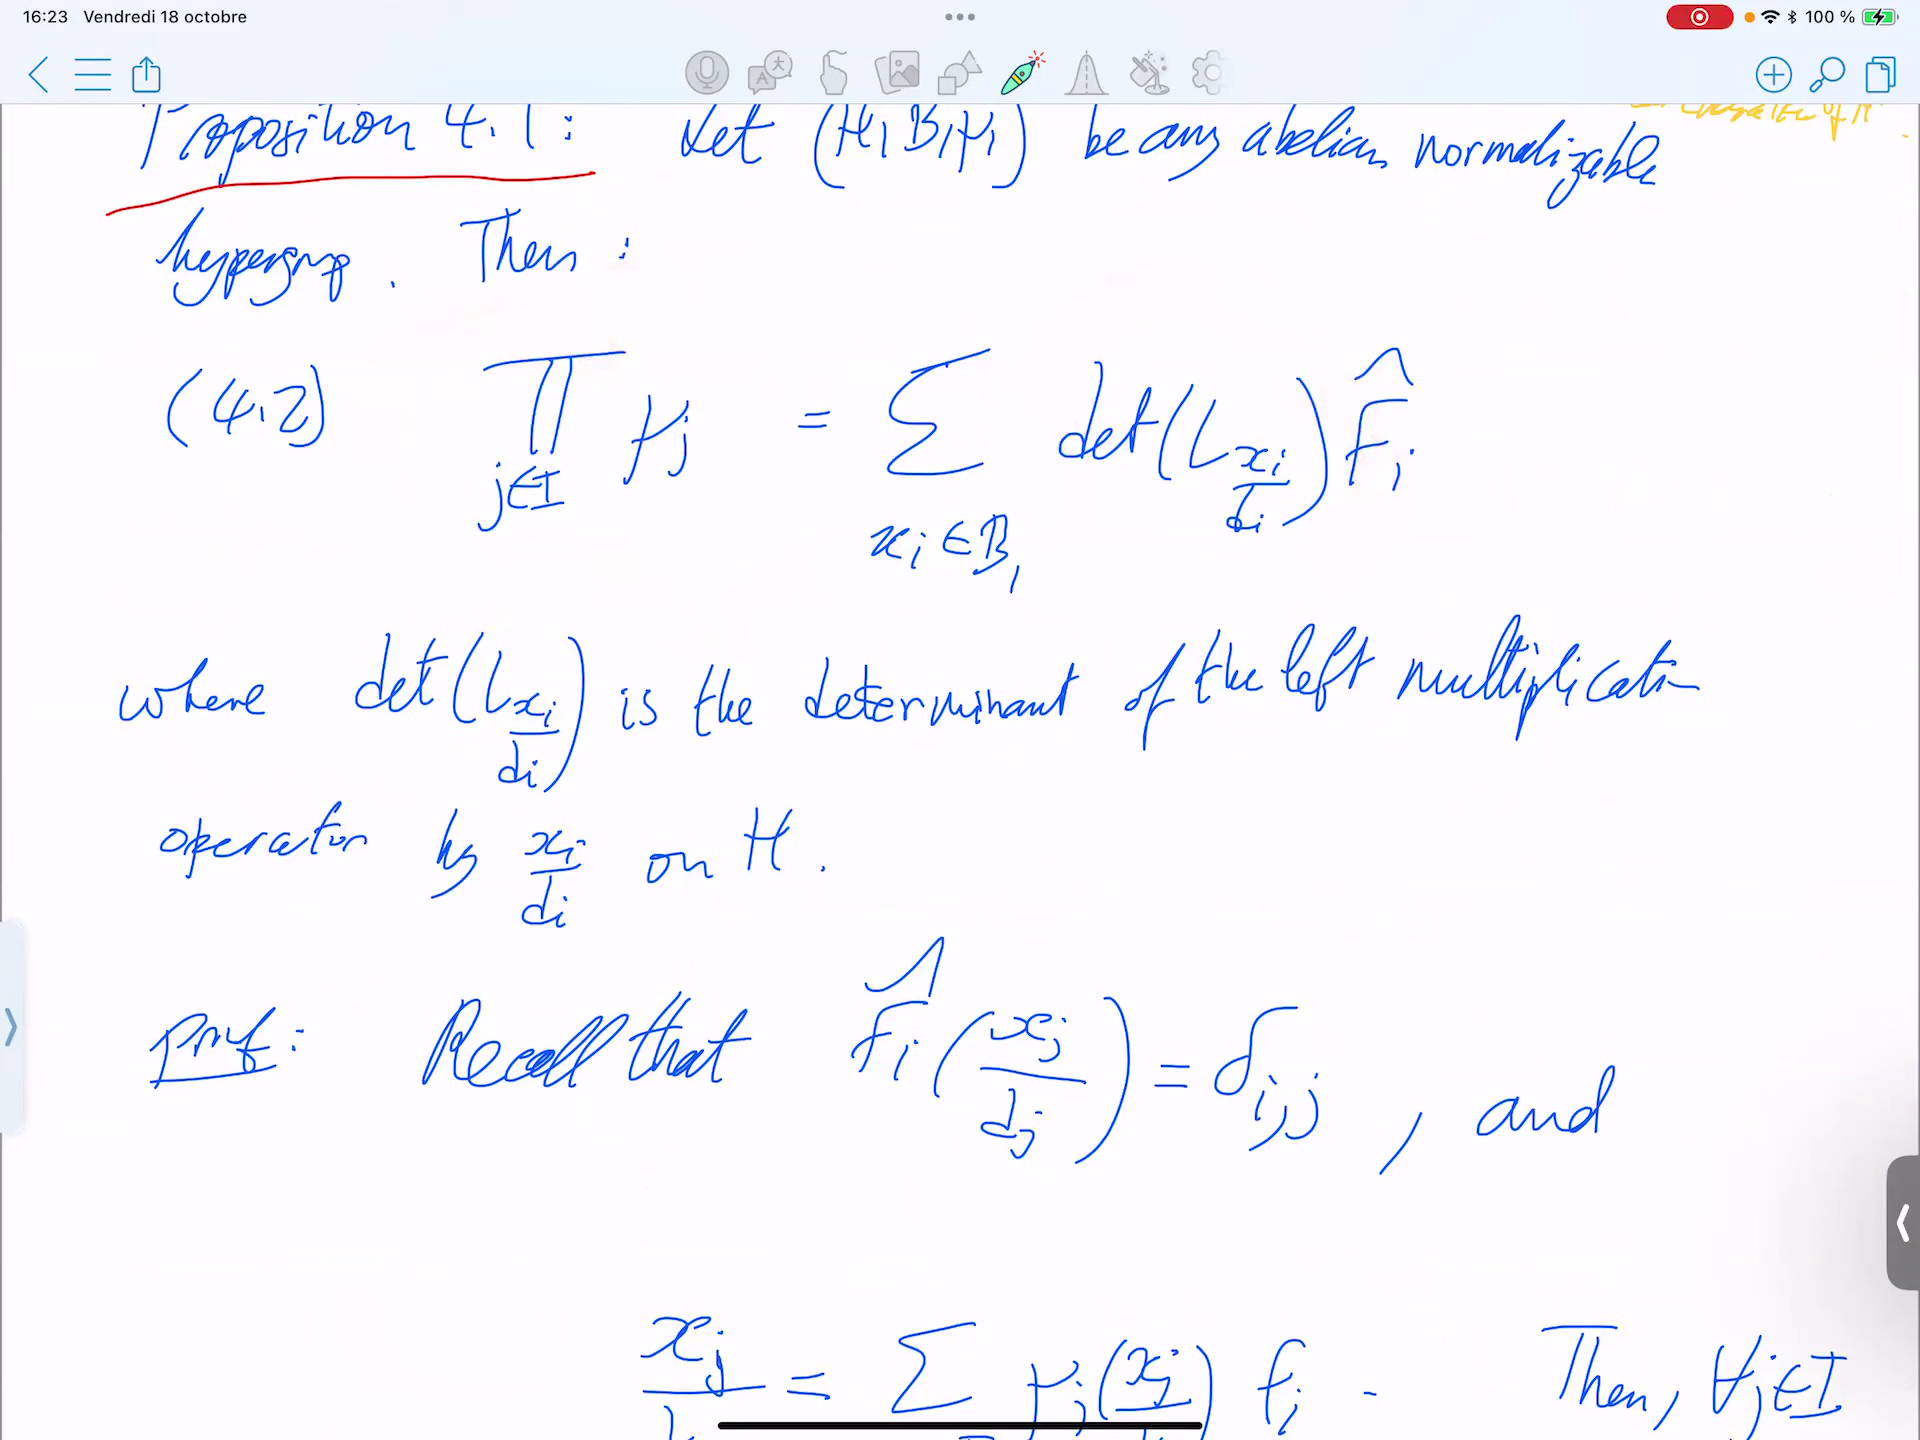 16:23 Vendredi 18 octobre 100 %
Proposition 4.1: Let (H, B, μ) be any abelian normalizable
hypergroup. Then:
(4.2) ∏_{j∈I} μ_j = ∑_{x_i∈B} det(L_{x_i/d_i}) F̂_i
where det(L_{x_i/d_i}) is the determinant of the left multiplication
operator by x_i/d_i on H.
Proof: Recall that F̂_i(x_j/d_j) = δ_{i,j}, and
x_j/ = ∑ μ_i(x_j/ ) F_i. Then, ∀j∈I